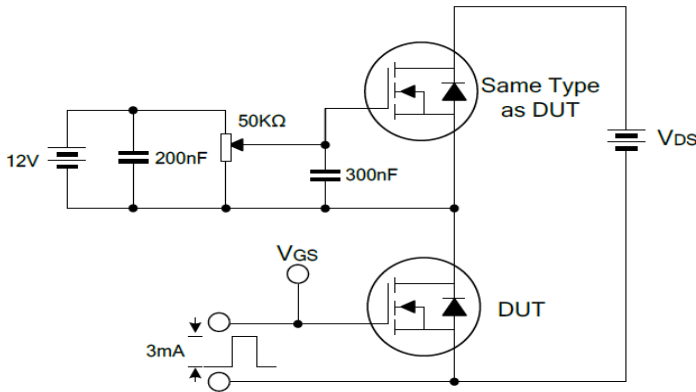 50KΩ
Same Type
as DUT
12V
200nF
300nF
VDS
VGS
DUT
3mA